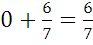 0 + 6/7 = 6/7